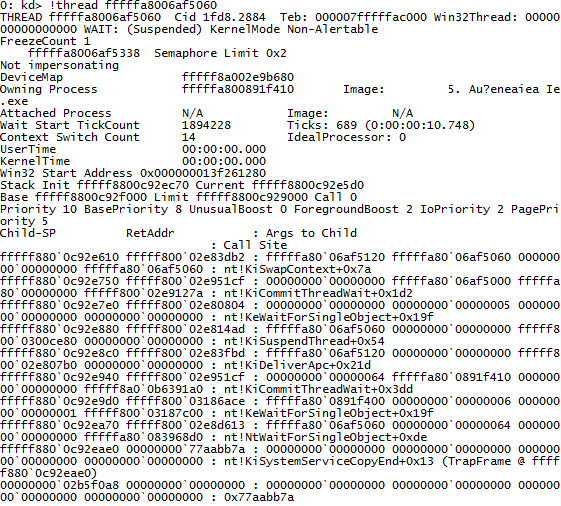 0: kd> !thread fffffa8006af5060
THREAD fffffa8006af5060  Cid 1fd8.2884  Teb: 000007fffffac000 Win32Thread: 00000
00000000000 WAIT: (Suspended) KernelMode Non-Alertable
FreezeCount 1
    fffffa8006af5338  Semaphore Limit 0x2
Not impersonating
DeviceMap                 fffff8a002e9b680
Owning Process            fffffa800891f410       Image:         5. Au?eneaiea Ie
.exe
Attached Process          N/A            Image:         N/A
Wait Start TickCount      1894228        Ticks: 689 (0:00:00:10.748)
Context Switch Count      14             IdealProcessor: 0
UserTime                  00:00:00.000
KernelTime                00:00:00.000
Win32 Start Address 0x000000013f261280
Stack Init fffff8800c92ec70 Current fffff8800c92e5d0
Base fffff8800c92f000 Limit fffff8800c929000 Call 0
Priority 10 BasePriority 8 UnusualBoost 0 ForegroundBoost 2 IoPriority 2 PagePri
ority 5
Child-SP          RetAddr           : Args to Child
                              : Call Site
fffff880`0c92e610 fffff800`02e83db2 : fffffa80`06af5120 fffffa80`06af5060 000000
00`00000000 fffffa80`06af5060 : nt!KiSwapContext+0x7a
fffff880`0c92e750 fffff800`02e951cf : 00000000`00000000 fffffa80`06af5000 fffffa
80`00000000 fffff800`02e9127a : nt!KiCommitThreadWait+0x1d2
fffff880`0c92e7e0 fffff800`02e80804 : 00000000`00000000 00000000`00000005 000000
00`00000000 00000000`00000000 : nt!KeWaitForSingleObject+0x19f
fffff880`0c92e880 fffff800`02e814ad : fffffa80`06af5060 00000000`00000000 fffff8
00`0300ce80 00000000`00000000 : nt!KiSuspendThread+0x54
fffff880`0c92e8c0 fffff800`02e83fbd : fffffa80`06af5120 00000000`00000000 fffff8
00`02e807b0 00000000`00000000 : nt!KiDeliverApc+0x21d
fffff880`0c92e940 fffff800`02e951cf : 00000000`00000064 fffffa80`0891f410 000000
00`00000000 fffff8a0`0b6391a0 : nt!KiCommitThreadWait+0x3dd
fffff880`0c92e9d0 fffff800`03186ace : fffffa80`0891f400 00000000`00000006 000000
00`00000001 fffff800`03187c00 : nt!KeWaitForSingleObject+0x19f
fffff880`0c92ea70 fffff800`02e8d613 : fffffa80`06af5060 00000000`00000064 000000
00`00000000 fffffa80`083968d0 : nt!NtWaitForSingleObject+0xde
fffff880`0c92eae0 00000000`77aabb7a : 00000000`00000000 00000000`00000000 000000
00`00000000 00000000`00000000 : nt!KiSystemServiceCopyEnd+0x13 (TrapFrame @ ffff
f880`0c92eae0)
00000000`02b5f0a8 00000000`00000000 : 00000000`00000000 00000000`00000000 000000
00`00000000 00000000`00000000 : 0x77aabb7a